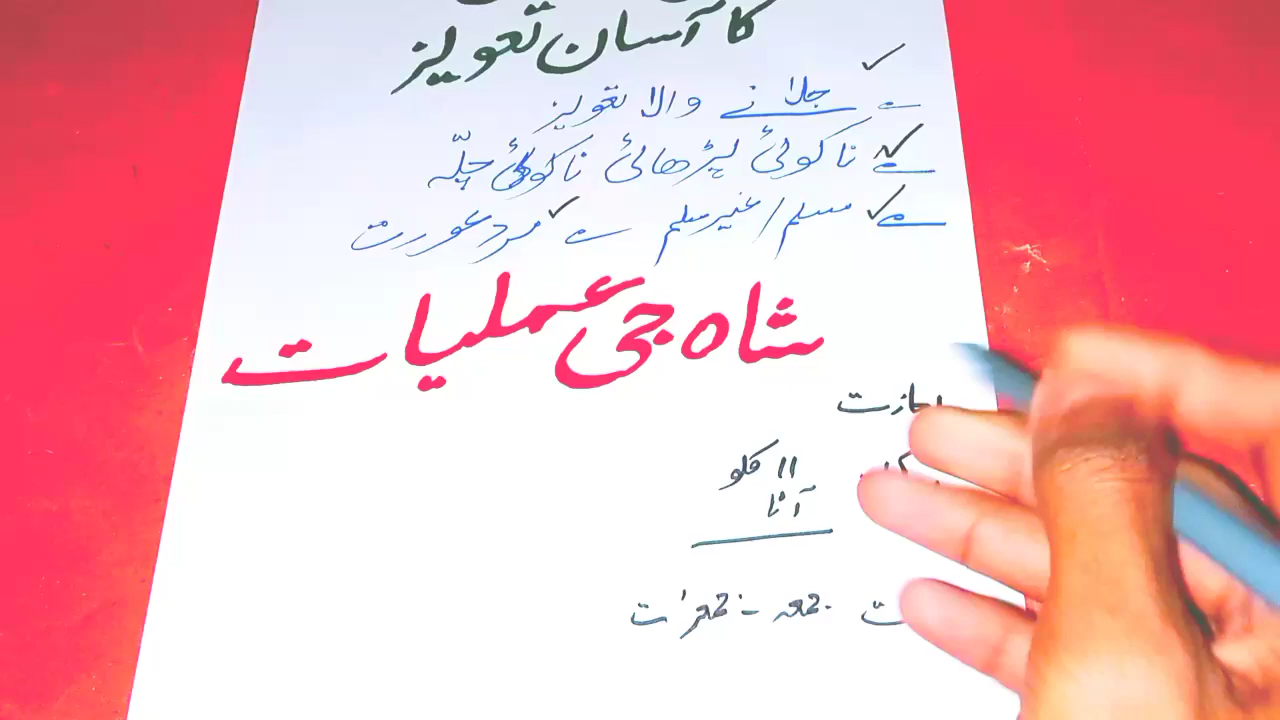 کا آسان تعویز
جلانے والا تعویز
نا کوئی پڑھائی نا کوئی چلّہ
مسلم/غیر مسلم مرد عورت
شاہ جی عملیات
اجازت
11 کلو
آٹا
جمعہ - جمعرات